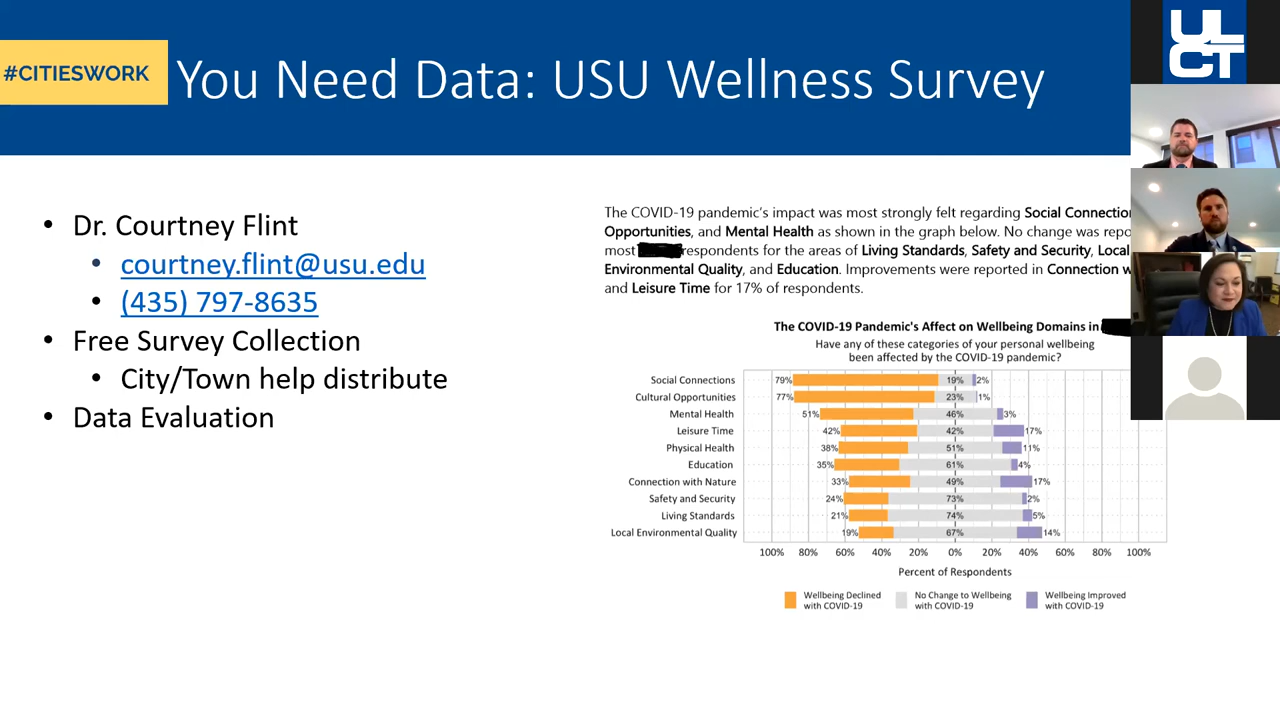 #CITIESWORK
You Need Data: USU Wellness Survey
ULCT
• Dr. Courtney Flint
• courtney.flint@usu.edu
• (435) 797-8635
• Free Survey Collection
• City/Town help distribute
• Data Evaluation
The COVID-19 pandemic's impact was most strongly felt regarding Social Connection
Opportunities, and Mental Health as shown in the graph below. No change was repo
most respondents for the areas of Living Standards, Safety and Security, Local
Environmental Quality, and Education. Improvements were reported in Connection w
and Leisure Time for 17% of respondents.
The COVID-19 Pandemic's Affect on Wellbeing Domains in
Have any of these categories of your personal wellbeing
been affected by the COVID-19 pandemic?
Social Connections 79% 19% 2%
Cultural Opportunities 77% 23% 1%
Mental Health 51% 46% 3%
Leisure Time 42% 42% 17%
Physical Health 38% 51% 11%
Education 35% 61% 4%
Connection with Nature 33% 49% 17%
Safety and Security 24% 73% 2%
Living Standards 21% 74% 5%
Local Environmental Quality 19% 67% 14%
100% 80% 60% 40% 20% 0% 20% 40% 60% 80% 100%
Percent of Respondents
Wellbeing Declined No Change to Wellbeing Wellbeing Improved
with COVID-19 with COVID-19 with COVID-19